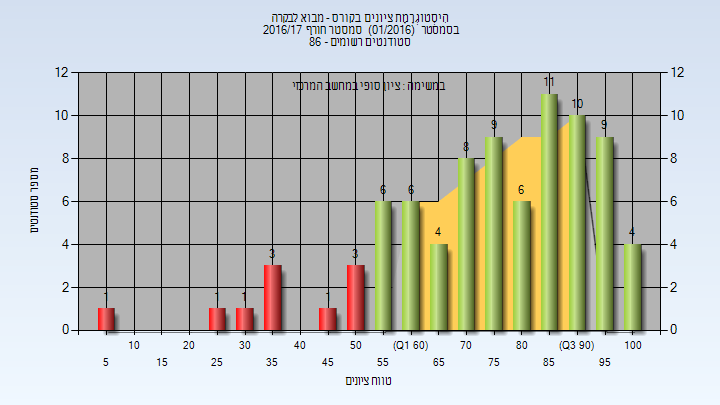 היסטוגרמת ציונים בקורס - מבוא לבקרה
בסמסטר (01/2016) סמסטר חורף 2016/17
סטודנטים רשומים - 86
במשימה : ציון סופי במחשב המרכזי
מספר סטודנטים
12 12
10 10
8 8
6 6
4 4
2 2
0 0
1 1 1 3 1 3 6 6 4 8 9 6 11 10 9 4
10 20 30 40 50 (Q1 60) 70 80 (Q3 90) 100
5 15 25 35 45 55 65 75 85 95
טווח ציונים